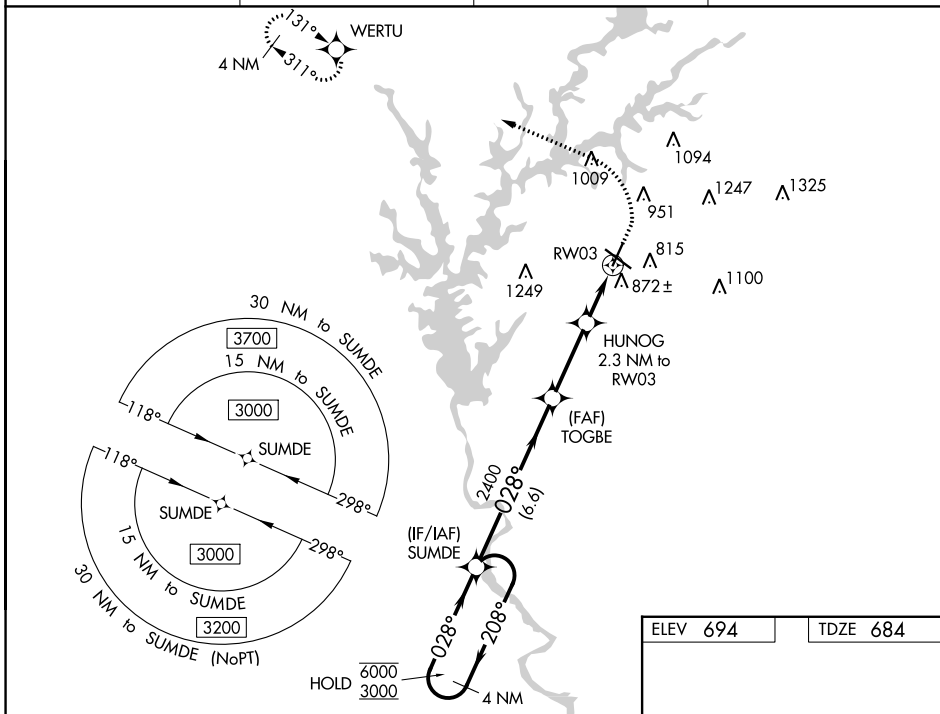 131°
WERTU
4 NM
311°
1094
1009
1247
1325
951
RW03
815
872±
1100
1249
HUNOG
2.3 NM to
RW03
30 NM to SUMDE
3700
15 NM to SUMDE
3000
118°
SUMDE
298°
(FAF)
TOGBE
2400
028°
(6.6)
118°
SUMDE
298°
3000
15 NM to SUMDE
3200
30 NM to SUMDE (NoPT)
(IF/IAF)
SUMDE
028°
208°
HOLD
6000
3000
4 NM
ELEV 694
TDZE 684